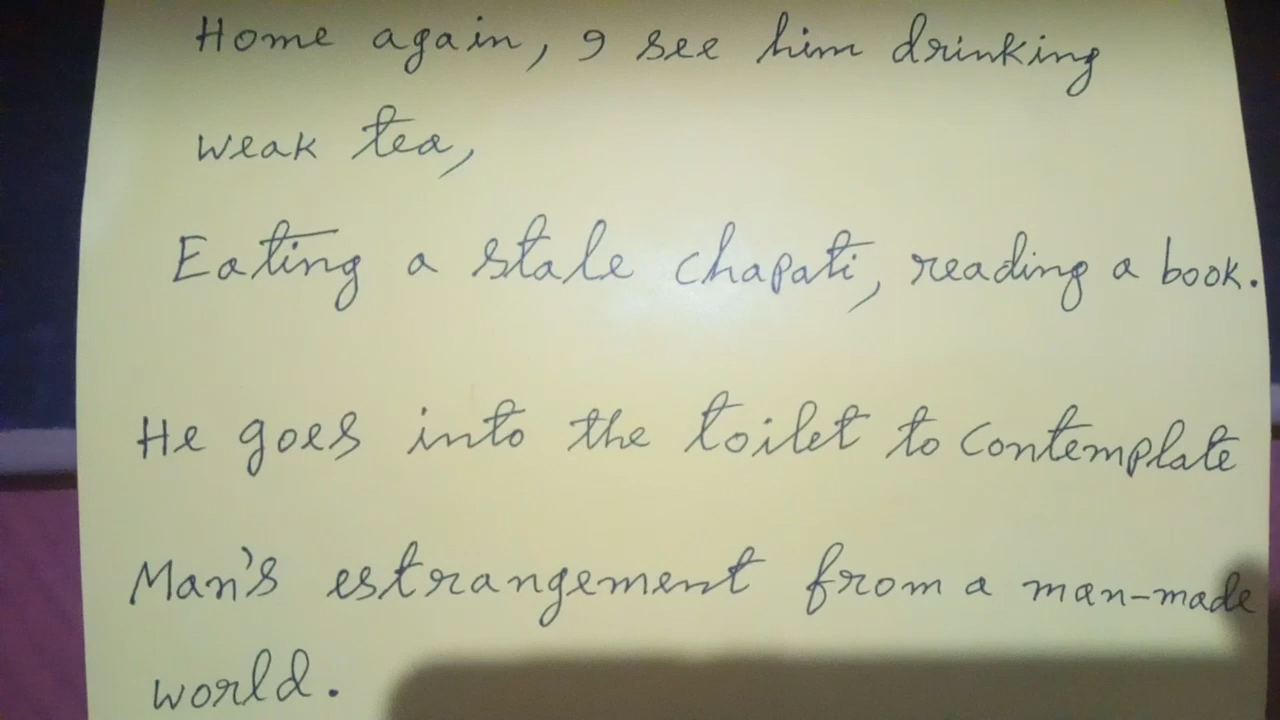 Home again, I see him drinking
weak tea,
Eating a stale chapati, reading a book.
He goes into the toilet to contemplate
Man's estrangement from a man-made
world.